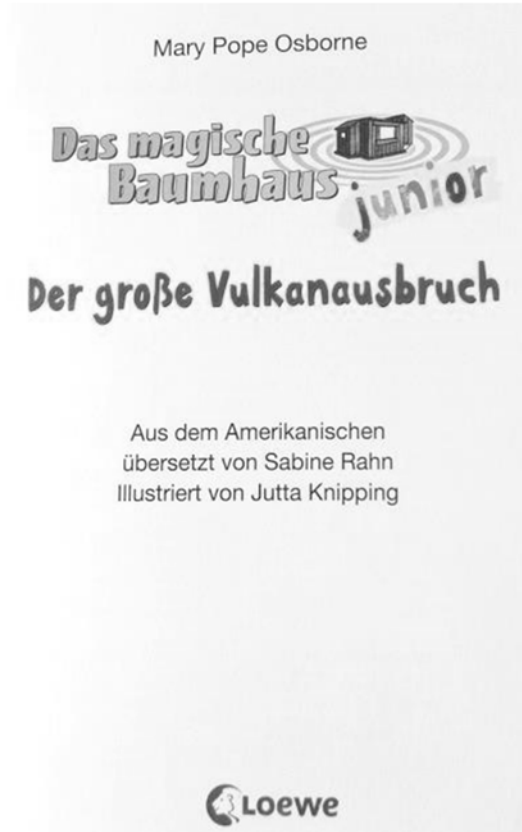 Mary Pope Osborne
Das magische
Baumhaus
junior
Der große Vulkanausbruch
Aus dem Amerikanischen
übersetzt von Sabine Rahn
Illustriert von Jutta Knipping
Loewe